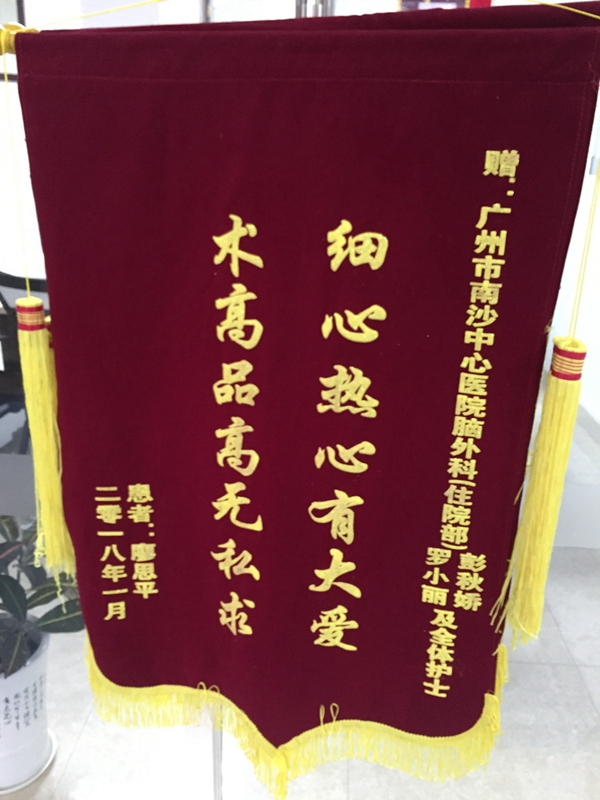 赠：广州市南沙中心医院脑外科（住院部）彭秋娇
罗小丽 及全体护士
细心热心有大爱
术高品高无私求
患者：廖思平
二零一八年一月